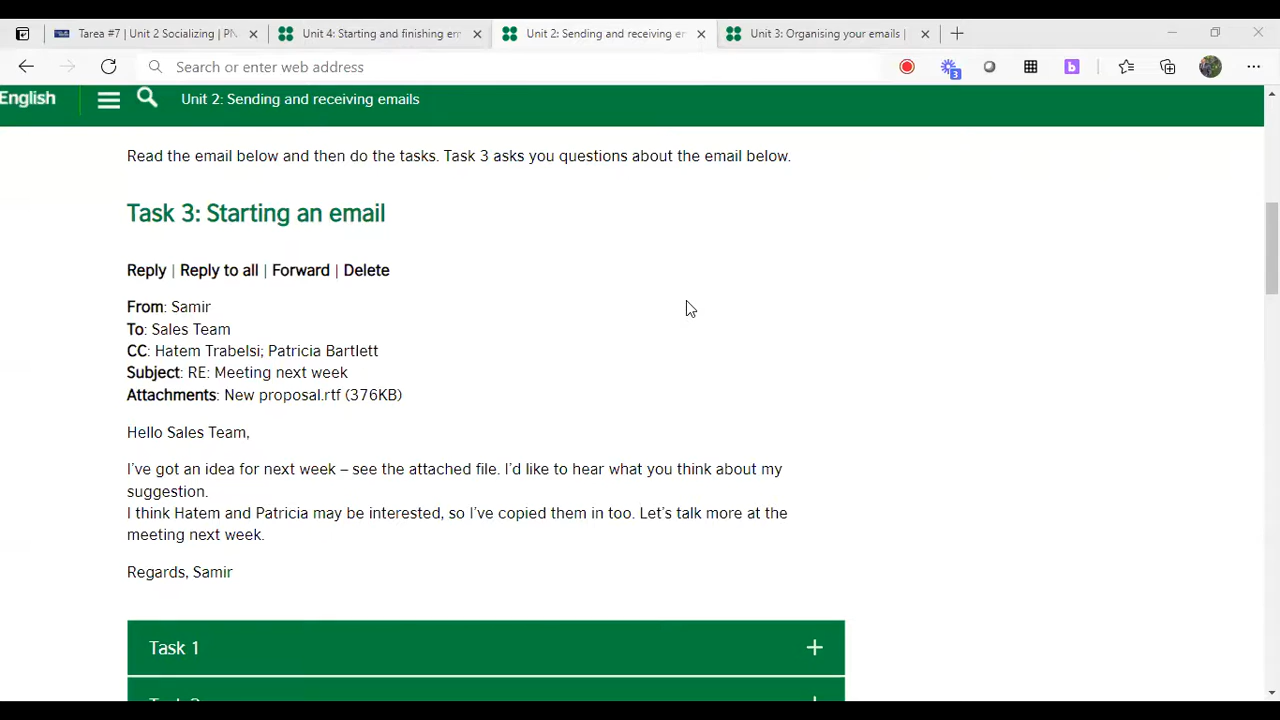 Tarea #7 | Unit 2 Socializing | PN
Unit 4: Starting and finishing em
Unit 2: Sending and receiving e
Unit 3: Organising your emails |
Search or enter web address
3
b
English
Unit 2: Sending and receiving emails
Read the email below and then do the tasks. Task 3 asks you questions about the email below.
Task 3: Starting an email
Reply | Reply to all | Forward | Delete
From: Samir
To: Sales Team
CC: Hatem Trabelsi; Patricia Bartlett
Subject: RE: Meeting next week
Attachments: New proposal.rtf (376KB)
Hello Sales Team,
I've got an idea for next week – see the attached file. I'd like to hear what you think about my
suggestion.
I think Hatem and Patricia may be interested, so I've copied them in too. Let's talk more at the
meeting next week.
Regards, Samir
Task 1